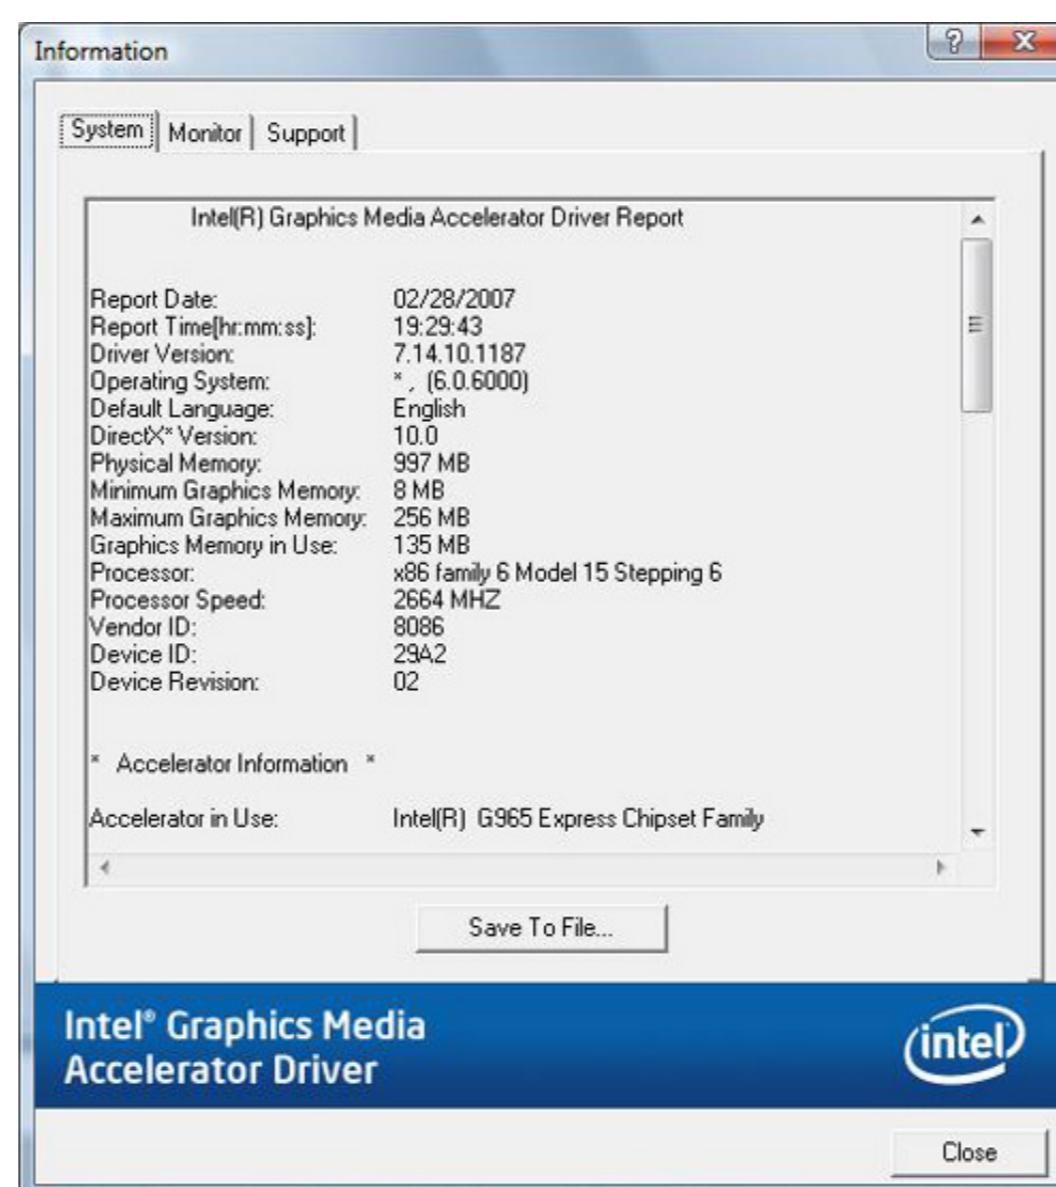 Information
System
Monitor
Support
Intel(R) Graphics Media Accelerator Driver Report
Report Date: 02/28/2007
Report Time[hr:mm:ss]: 19:29:43
Driver Version: 7.14.10.1187
Operating System: * , (6.0.6000)
Default Language: English
DirectX* Version: 10.0
Physical Memory: 997 MB
Minimum Graphics Memory: 8 MB
Maximum Graphics Memory: 256 MB
Graphics Memory in Use: 135 MB
Processor: x86 family 6 Model 15 Stepping 6
Processor Speed: 2664 MHZ
Vendor ID: 8086
Device ID: 29A2
Device Revision: 02
* Accelerator Information *
Accelerator in Use: Intel(R) G965 Express Chipset Family
Save To File...
Intel® Graphics Media
Accelerator Driver
intel
Close